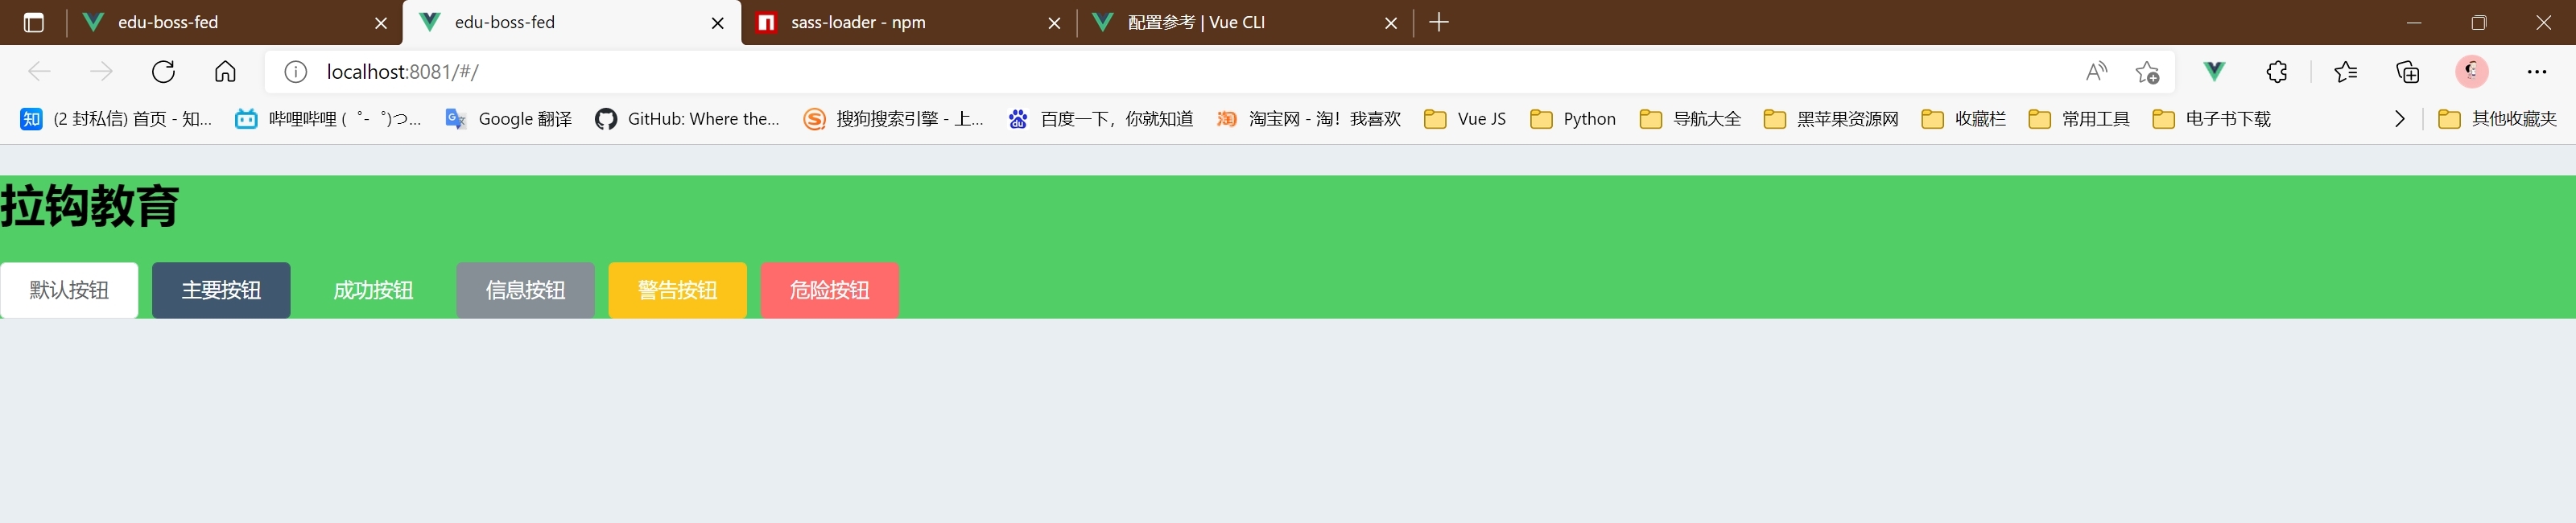 edu-boss-fed
edu-boss-fed
sass-loader - npm
配置参考 | Vue CLI
localhost:8081/#/
知 (2 封私信) 首页 - 知...
哔哩哔哩 ( ゜- ゜)つ...
Google 翻译
GitHub: Where the...
搜狗搜索引擎 - 上...
百度一下，你就知道
淘 淘宝网 - 淘！我喜欢
Vue JS
Python
导航大全
黑苹果资源网
收藏栏
常用工具
电子书下载
其他收藏夹
拉钩教育
默认按钮
主要按钮
成功按钮
信息按钮
警告按钮
危险按钮